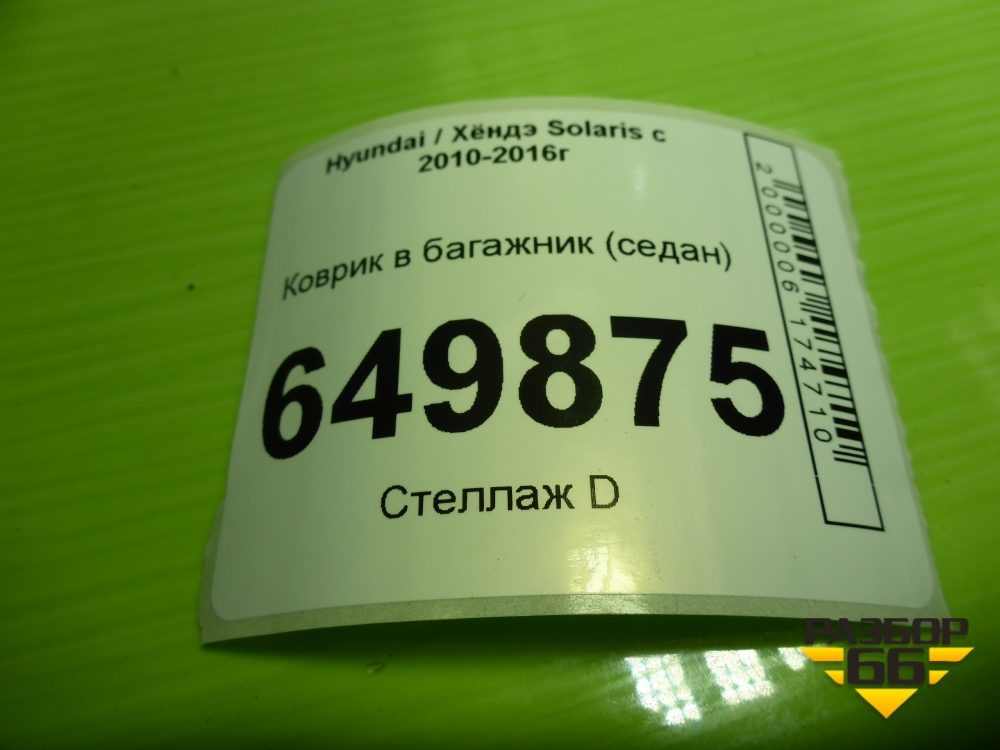 Hyundai / Хёндэ Solaris с
2010-2016г
Коврик в багажник (седан)
649875
Стеллаж D
2000006174710
РАЗБОР
66